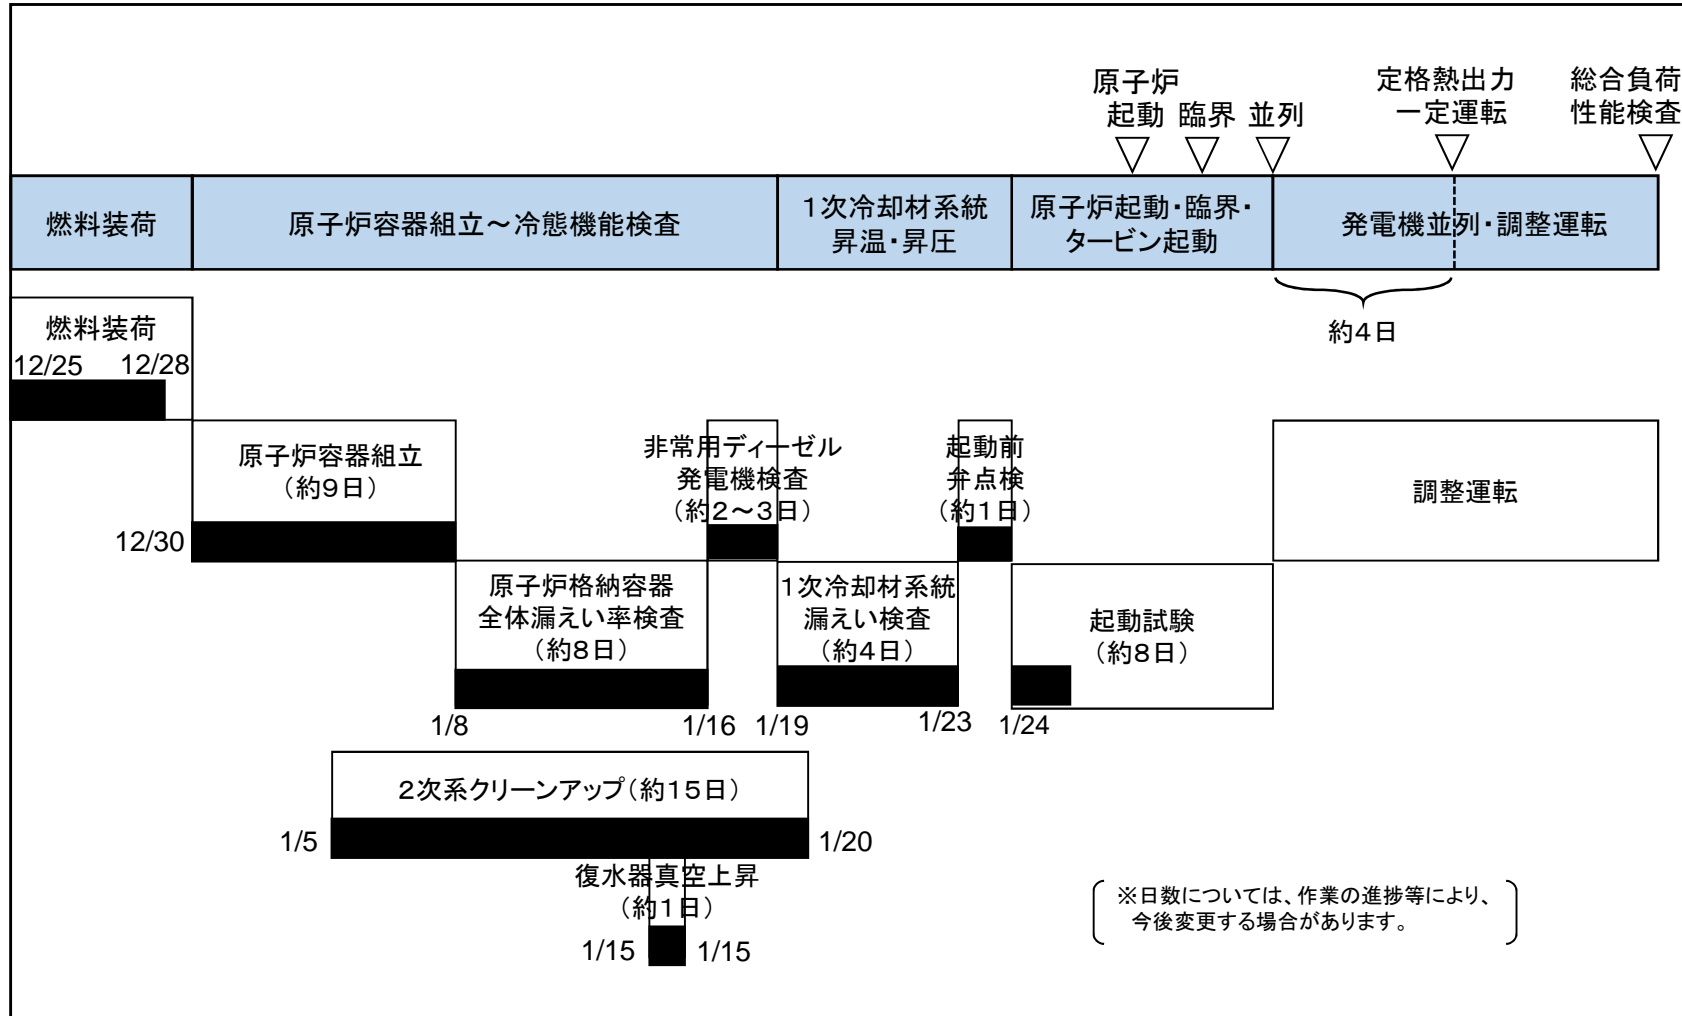 原子炉
起動
臨界
並列
定格熱出力
一定運転
総合負荷
性能検査
燃料装荷
原子炉容器組立～冷態機能検査
1次冷却材系統
昇温・昇圧
原子炉起動・臨界・
タービン起動
発電機並列・調整運転
約4日
燃料装荷
12/25 12/28
原子炉容器組立
（約9日）
12/30
非常用ディーゼル
発電機検査
（約2～3日）
起動前
弁点検
（約1日）
調整運転
原子炉格納容器
全体漏えい率検査
（約8日）
1次冷却材系統
漏えい検査
（約4日）
起動試験
（約8日）
1/8 1/16 1/19 1/23 1/24
2次系クリーンアップ（約15日）
1/5 1/20
復水器真空上昇
（約1日）
1/15 1/15
※日数については、作業の進捗等により、
今後変更する場合があります。